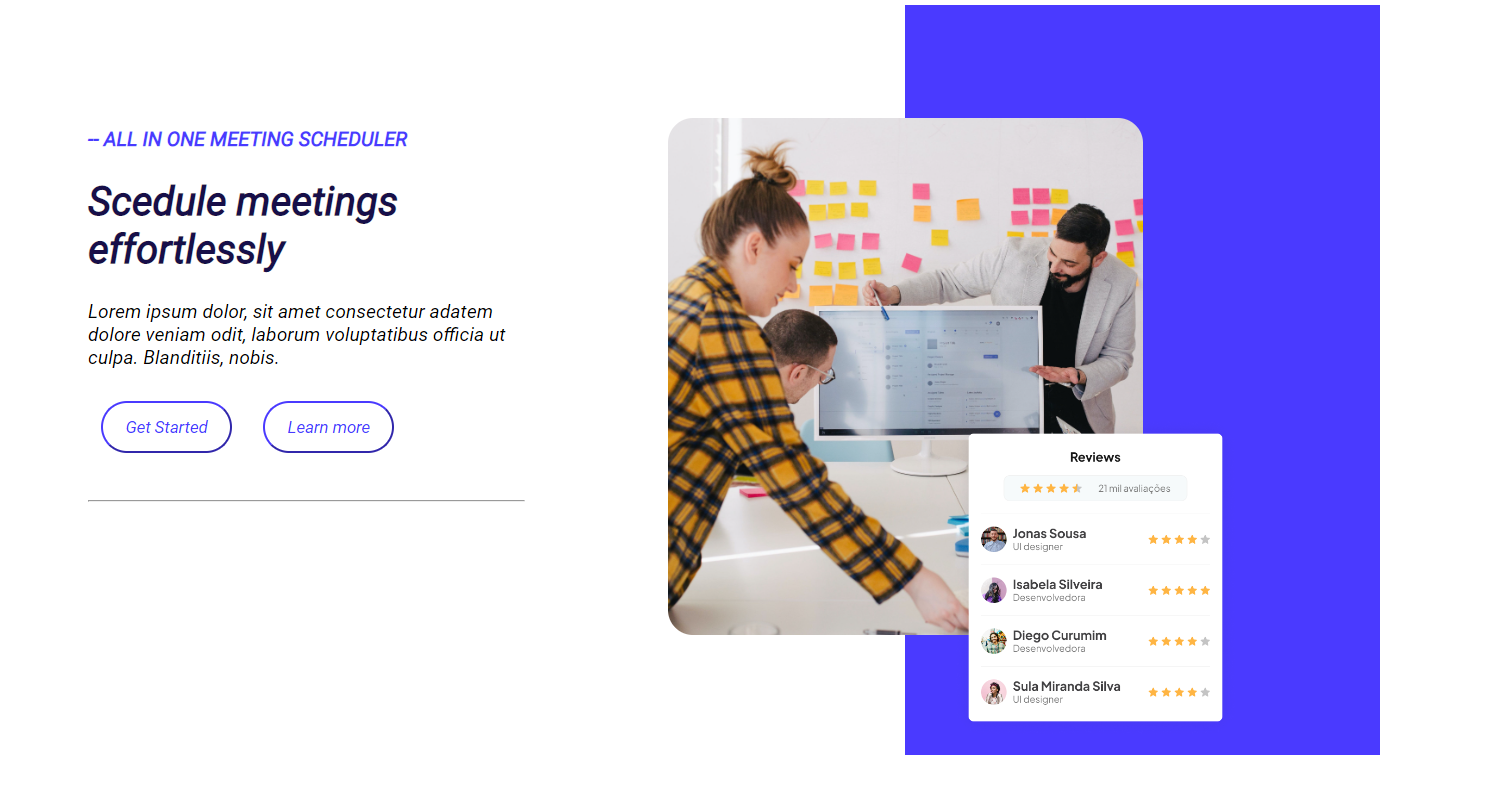 -- ALL IN ONE MEETING SCHEDULER
Scedule meetings
effortlessly
Lorem ipsum dolor, sit amet consectetur adatem
dolore veniam odit, laborum voluptatibus officia ut
culpa. Blanditiis, nobis.
Get Started
Learn more
Reviews
21 mil avaliações
Jonas Sousa
UI designer
Isabela Silveira
Desenvolvedora
Diego Curumim
Desenvolvedora
Sula Miranda Silva
UI designer